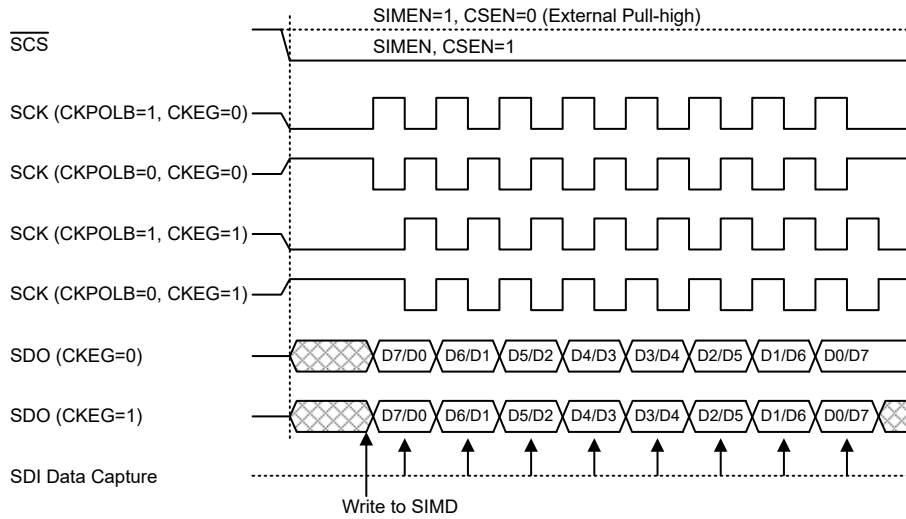 SIMEN=1, CSEN=0 (External Pull-high)
SCS
SIMEN, CSEN=1
SCK (CKPOLB=1, CKEG=0)
SCK (CKPOLB=0, CKEG=0)
SCK (CKPOLB=1, CKEG=1)
SCK (CKPOLB=0, CKEG=1)
SDO (CKEG=0) D7/D0 D6/D1 D5/D2 D4/D3 D3/D4 D2/D5 D1/D6 D0/D7
SDO (CKEG=1) D7/D0 D6/D1 D5/D2 D4/D3 D3/D4 D2/D5 D1/D6 D0/D7
SDI Data Capture
Write to SIMD